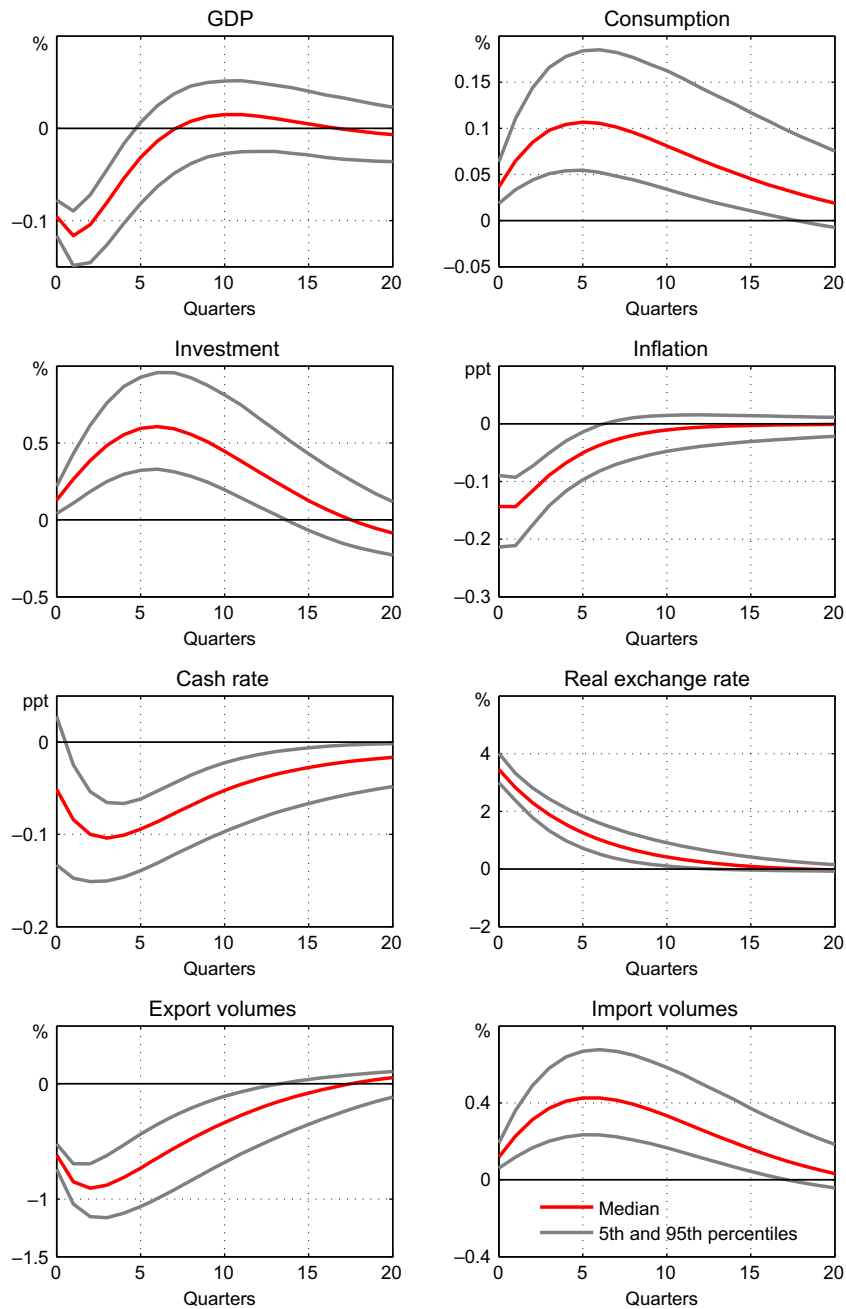 GDP
%
0
–0.1
0 5 10 15 20
Quarters
Consumption
%
0.15
0.1
0.05
0
–0.05
0 5 10 15 20
Quarters
Investment
%
0.5
0
–0.5
0 5 10 15 20
Quarters
Inflation
ppt
0
–0.1
–0.2
–0.3
0 5 10 15 20
Quarters
Cash rate
ppt
0
–0.1
–0.2
0 5 10 15 20
Quarters
Real exchange rate
%
4
2
0
–2
0 5 10 15 20
Quarters
Export volumes
%
0
–1
–1.5
0 5 10 15 20
Quarters
Import volumes
%
0.4
0
–0.4
Median
5th and 95th percentiles
0 5 10 15 20
Quarters